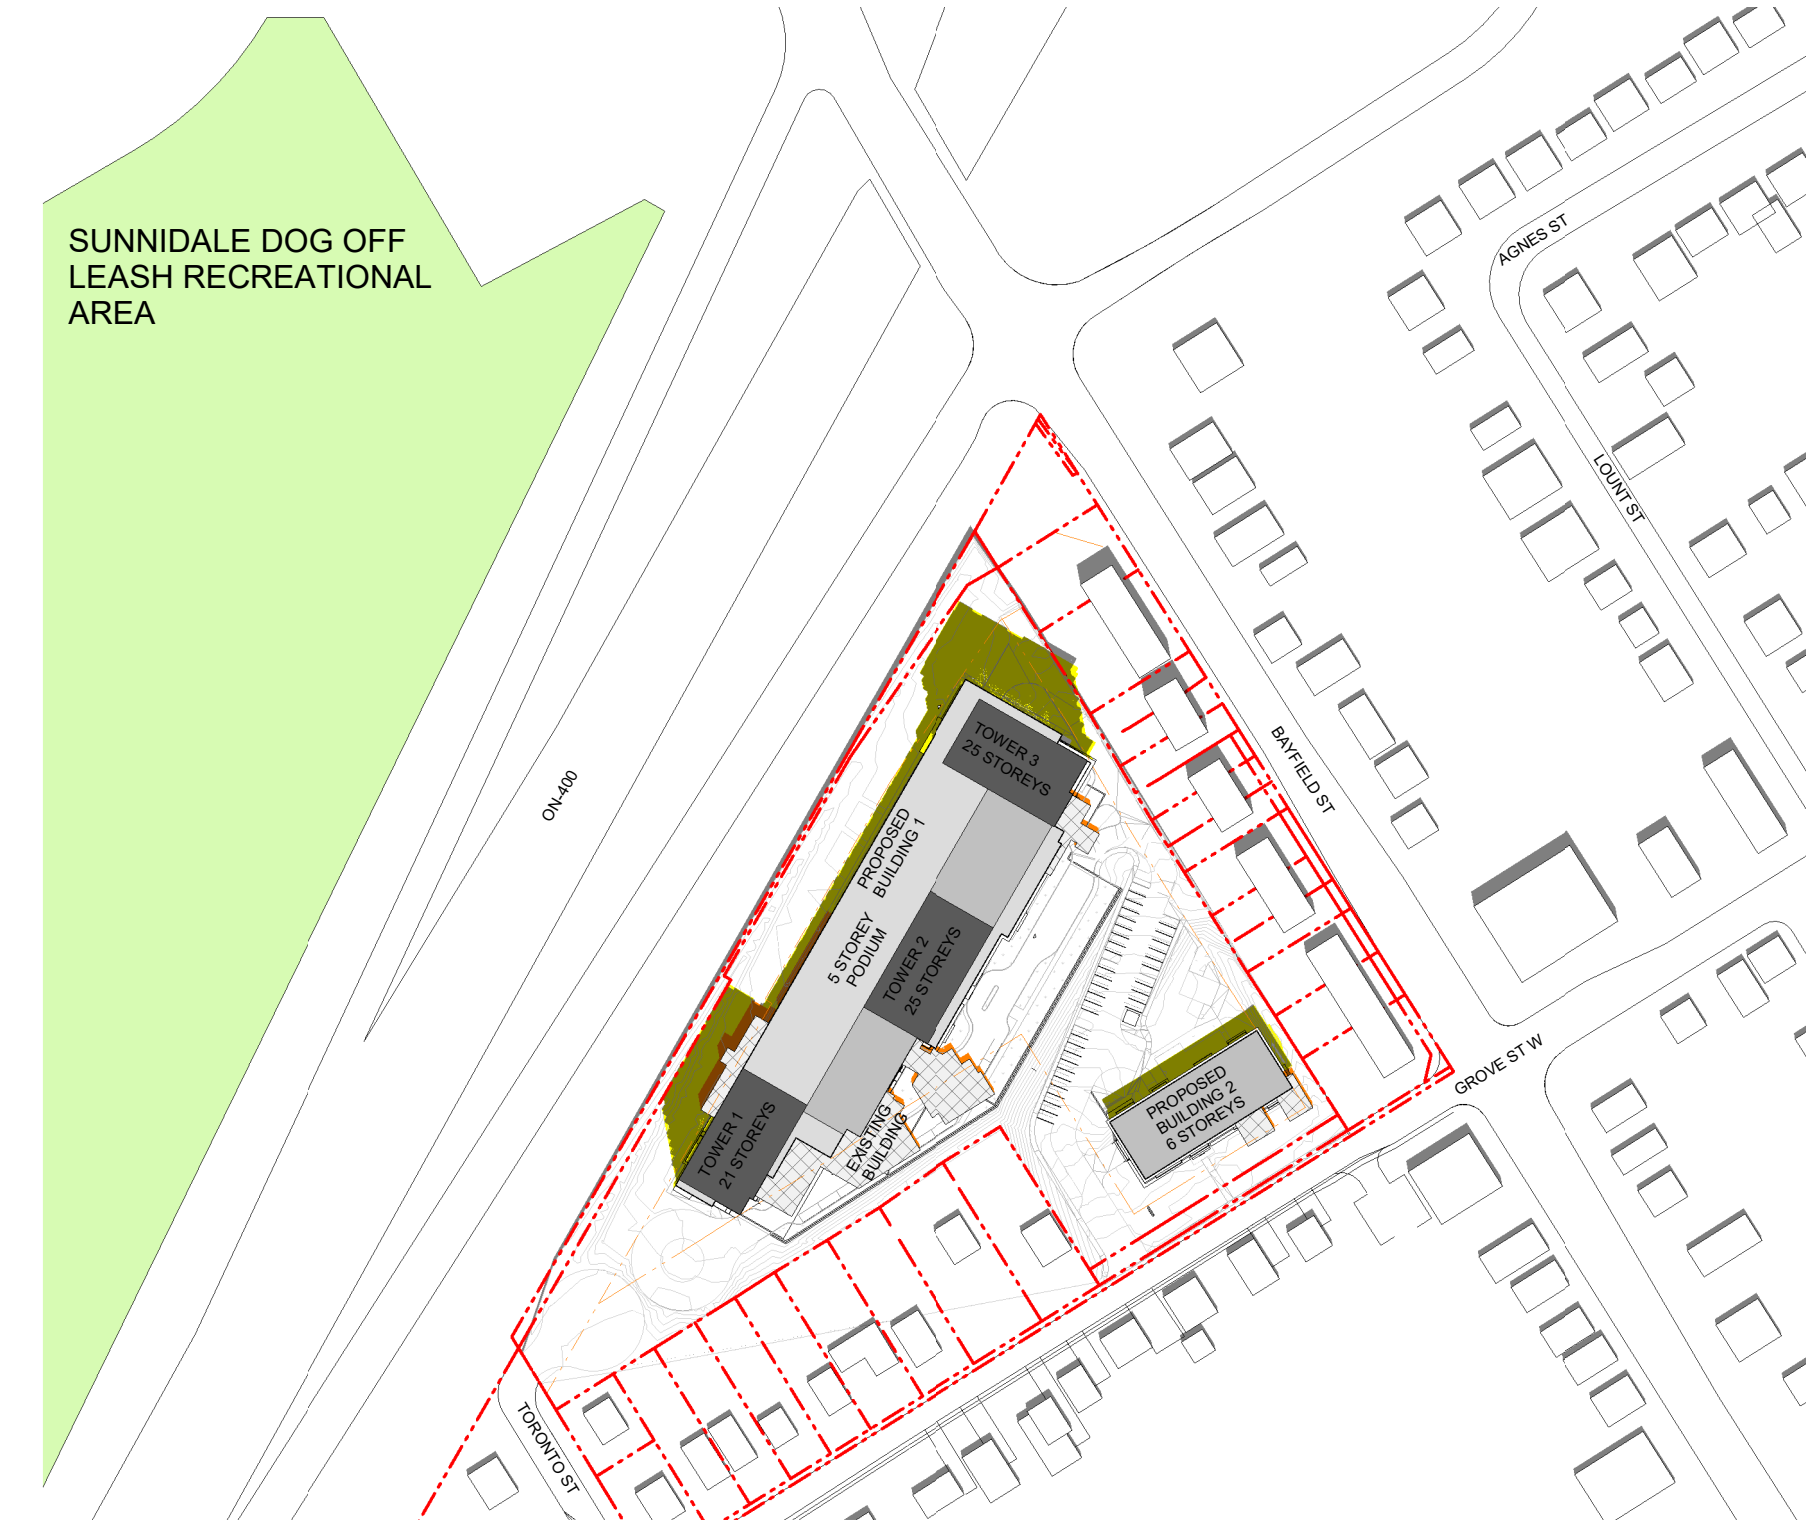 SUNNIDALE DOG OFF
LEASH RECREATIONAL
AREA
AGNES ST
LOUNT ST
BAYFIELD ST
ON-400
TOWER 3
25 STOREYS
PROPOSED
BUILDING 1
5 STOREY
PODIUM
TOWER 2
25 STOREYS
TOWER 1
21 STOREYS
EXISTING
BUILDING
PROPOSED
BUILDING 2
6 STOREYS
GROVE ST W
TORONTO ST